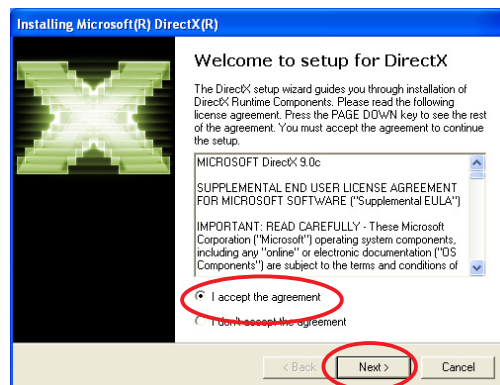 Installing Microsoft(R) DirectX(R)
Welcome to setup for DirectX
The DirectX setup wizard guides you through installation of
DirectX Runtime Components. Please read the following
license agreement. Press the PAGE DOWN key to see the rest
of the agreement. You must accept the agreement to continue
the setup.
MICROSOFT DirectX 9.0c
SUPPLEMENTAL END USER LICENSE AGREEMENT
FOR MICROSOFT SOFTWARE ("Supplemental EULA")
IMPORTANT: READ CAREFULLY - These Microsoft
Corporation ("Microsoft") operating system components,
including any "online" or electronic documentation ("OS
Components") are subject to the terms and conditions of
I accept the agreement
I don't accept the agreement
< Back
Next >
Cancel